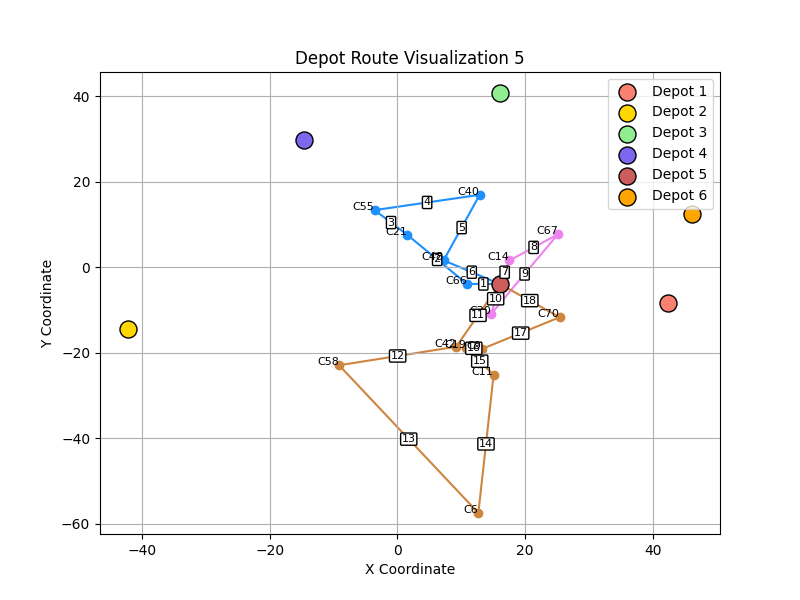 Depot Route Visualization 5
Depot 1
Depot 2
Depot 3
Depot 4
Depot 5
Depot 6
40
20
0
−20
−40
−60
Y Coordinate
−40
−20
0
20
40
X Coordinate
C40
C55
4
3
C21
5
C67
8
C14
6
7
9
C66
1
10
18
11
C70
17
C42
12
C58
15
C11
13
14
C6